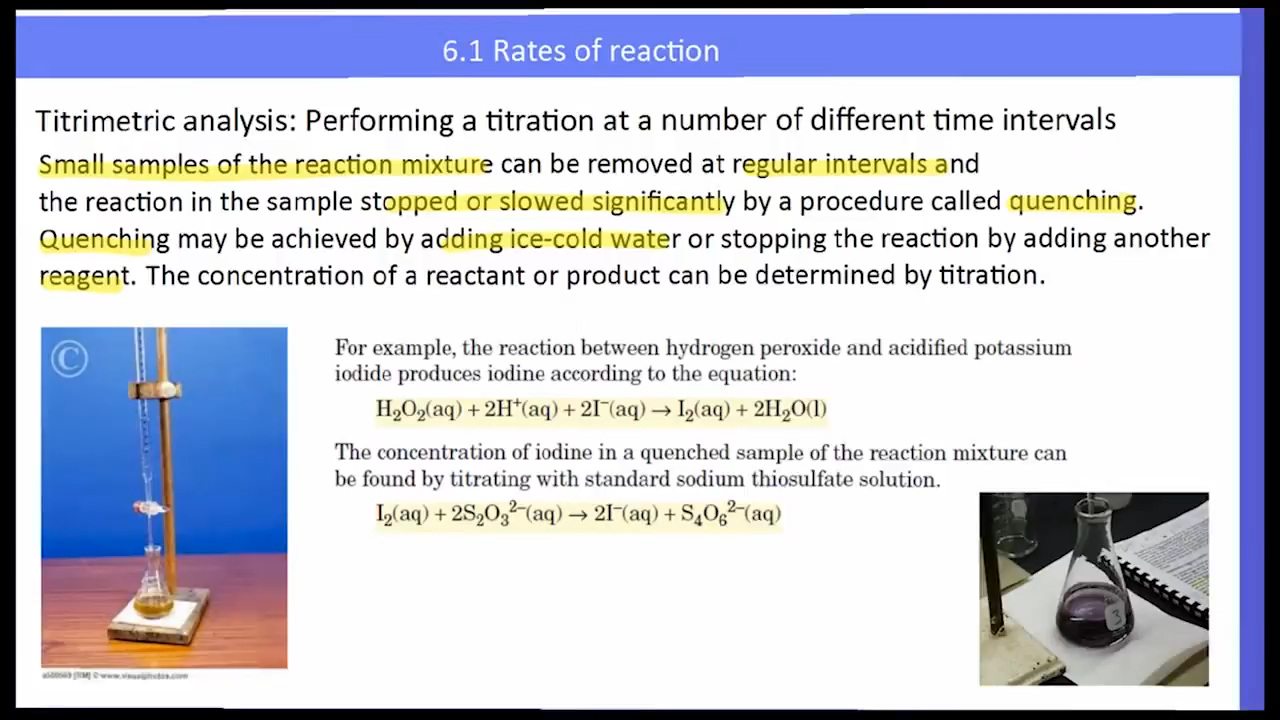 6.1 Rates of reaction
Titrimetric analysis: Performing a titration at a number of different time intervals
Small samples of the reaction mixture can be removed at regular intervals and
the reaction in the sample stopped or slowed significantly by a procedure called quenching.
Quenching may be achieved by adding ice-cold water or stopping the reaction by adding another
reagent. The concentration of a reactant or product can be determined by titration.
©
For example, the reaction between hydrogen peroxide and acidified potassium
iodide produces iodine according to the equation:
H₂O₂(aq) + 2H⁺(aq) + 2I⁻(aq) → I₂(aq) + 2H₂O(l)
The concentration of iodine in a quenched sample of the reaction mixture can
be found by titrating with standard sodium thiosulfate solution.
I₂(aq) + 2S₂O₃²⁻(aq) → 2I⁻(aq) + S₄O₆²⁻(aq)
3
[RM] © www.visualphotos.com